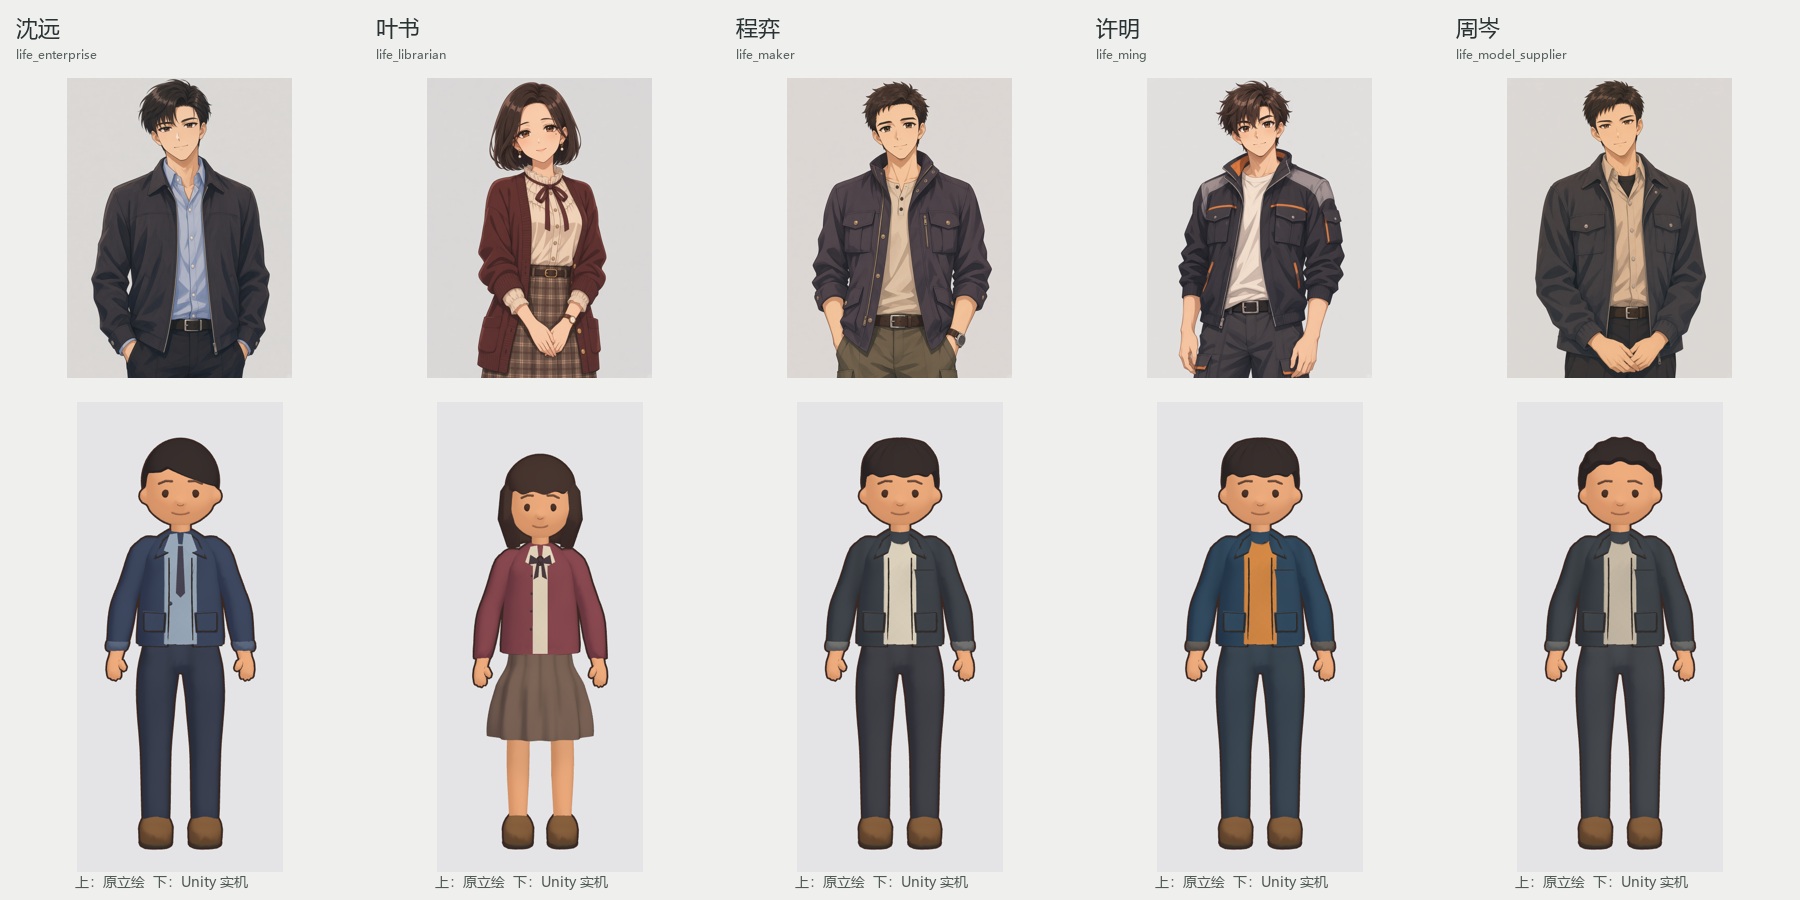 沈远
life_enterprise
叶书
life_librarian
程弈
life_maker
许明
life_ming
周岑
life_model_supplier
上：原立绘 下：Unity 实机
上：原立绘 下：Unity 实机
上：原立绘 下：Unity 实机
上：原立绘 下：Unity 实机
上：原立绘 下：Unity 实机